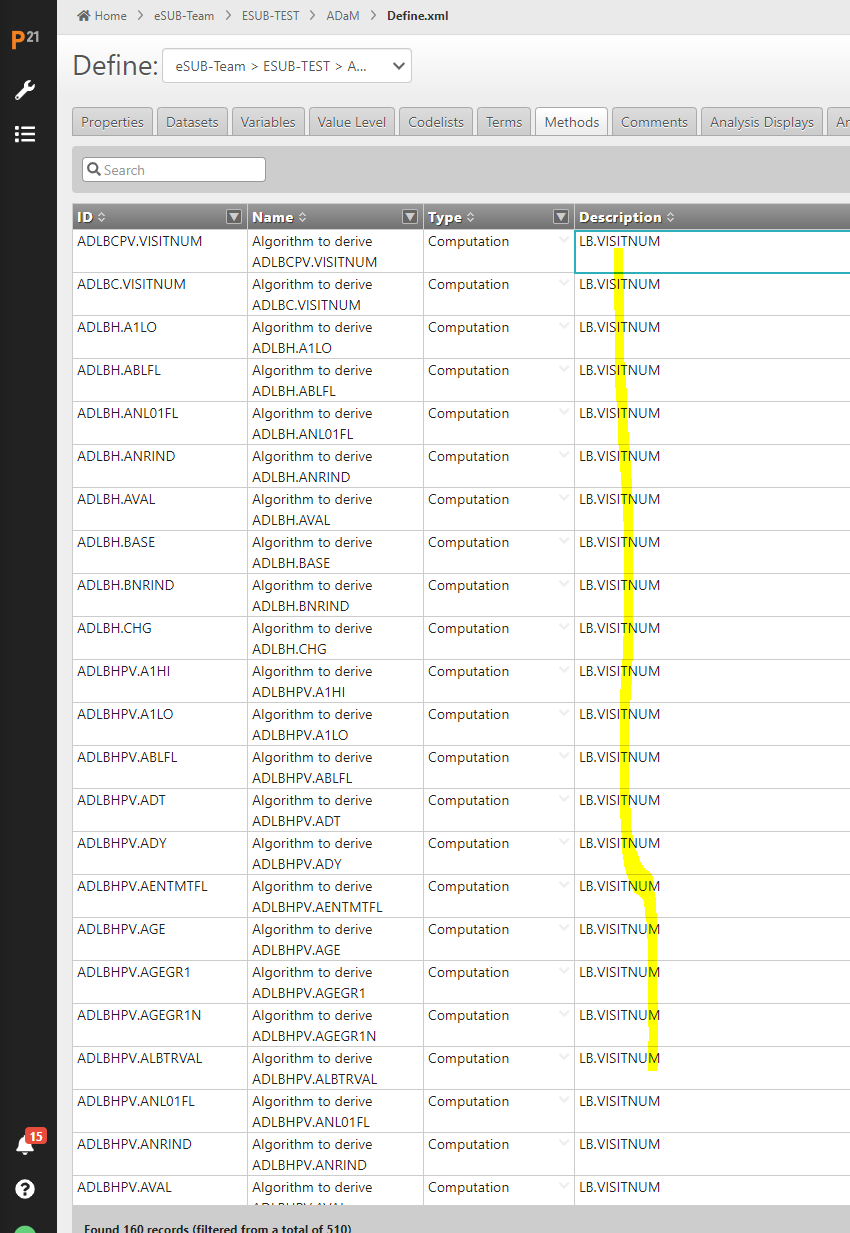 Home > eSUB-Team > ESUB-TEST > ADaM > Define.xml
P21
Define: eSUB-Team > ESUB-TEST > A...
Properties Datasets Variables Value Level Codelists Terms Methods Comments Analysis Displays
Search
ID Name Type Description
ADLBCPV.VISITNUM Algorithm to derive Computation LB.VISITNUM
ADLBCPV.VISITNUM
ADLBC.VISITNUM Algorithm to derive Computation LB.VISITNUM
ADLBC.VISITNUM
ADLBH.A1LO Algorithm to derive Computation LB.VISITNUM
ADLBH.A1LO
ADLBH.ABLFL Algorithm to derive Computation LB.VISITNUM
ADLBH.ABLFL
ADLBH.ANL01FL Algorithm to derive Computation LB.VISITNUM
ADLBH.ANL01FL
ADLBH.ANRIND Algorithm to derive Computation LB.VISITNUM
ADLBH.ANRIND
ADLBH.AVAL Algorithm to derive Computation LB.VISITNUM
ADLBH.AVAL
ADLBH.BASE Algorithm to derive Computation LB.VISITNUM
ADLBH.BASE
ADLBH.BNRIND Algorithm to derive Computation LB.VISITNUM
ADLBH.BNRIND
ADLBH.CHG Algorithm to derive Computation LB.VISITNUM
ADLBH.CHG
ADLBHPV.A1HI Algorithm to derive Computation LB.VISITNUM
ADLBHPV.A1HI
ADLBHPV.A1LO Algorithm to derive Computation LB.VISITNUM
ADLBHPV.A1LO
ADLBHPV.ABLFL Algorithm to derive Computation LB.VISITNUM
ADLBHPV.ABLFL
ADLBHPV.ADT Algorithm to derive Computation LB.VISITNUM
ADLBHPV.ADT
ADLBHPV.ADY Algorithm to derive Computation LB.VISITNUM
ADLBHPV.ADY
ADLBHPV.AENTMTFL Algorithm to derive Computation LB.VISITNUM
ADLBHPV.AENTMTFL
ADLBHPV.AGE Algorithm to derive Computation LB.VISITNUM
ADLBHPV.AGE
ADLBHPV.AGEGR1 Algorithm to derive Computation LB.VISITNUM
ADLBHPV.AGEGR1
ADLBHPV.AGEGR1N Algorithm to derive Computation LB.VISITNUM
ADLBHPV.AGEGR1N
ADLBHPV.ALBTRVAL Algorithm to derive Computation LB.VISITNUM
ADLBHPV.ALBTRVAL
ADLBHPV.ANL01FL Algorithm to derive Computation LB.VISITNUM
ADLBHPV.ANL01FL
15
ADLBHPV.ANRIND Algorithm to derive Computation LB.VISITNUM
ADLBHPV.ANRIND
ADLBHPV.AVAL Algorithm to derive Computation LB.VISITNUM
Found 160 records (filtered from a total of 510)